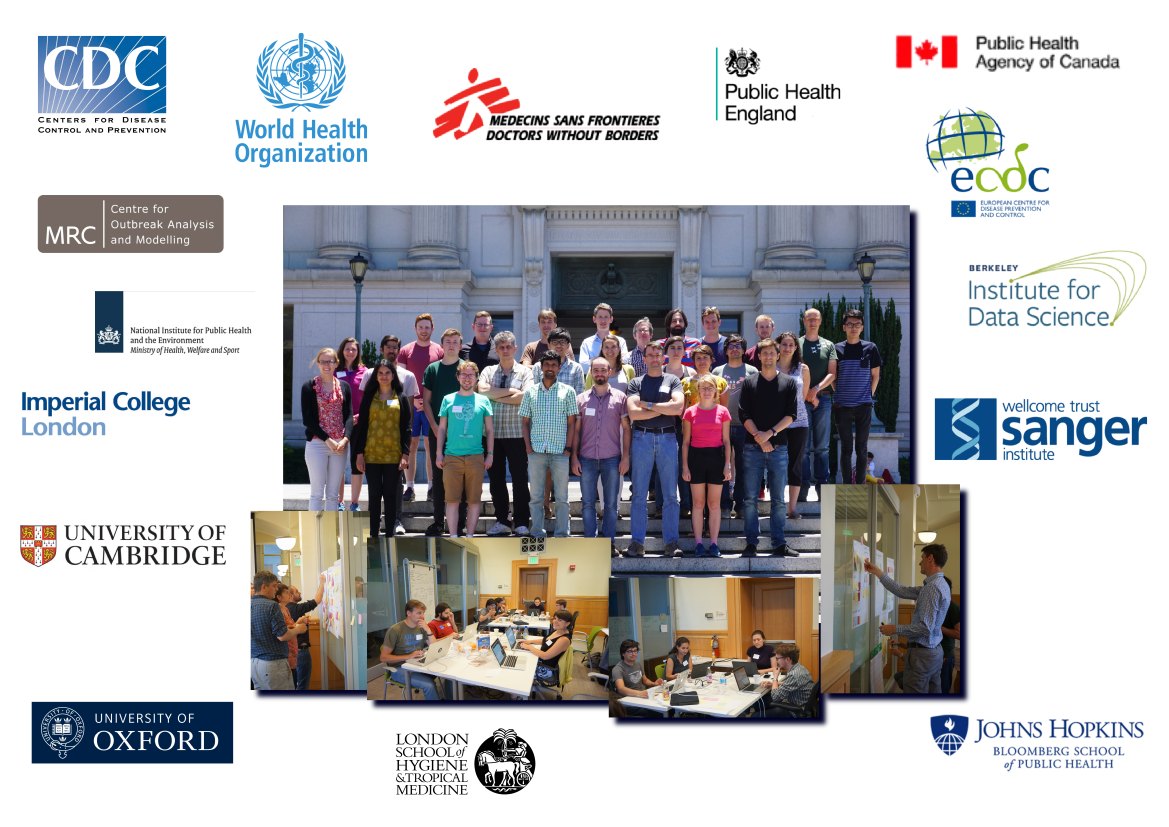 CDC
CENTERS FOR DISEASE
CONTROL AND PREVENTION
World Health
Organization
MEDECINS SANS FRONTIERES
DOCTORS WITHOUT BORDERS
Public Health
England
Public Health
Agency of Canada
ecdc
EUROPEAN CENTRE FOR
DISEASE PREVENTION
AND CONTROL
MRC
Centre for
Outbreak Analysis
and Modelling
BERKELEY
Institute for
Data Science
National Institute for Public Health
and the Environment
Ministry of Health, Welfare and Sport
Imperial College
London
wellcome trust
sanger
institute
UNIVERSITY OF
CAMBRIDGE
UNIVERSITY OF
OXFORD
LONDON
SCHOOL of
HYGIENE
& TROPICAL
MEDICINE
JOHNS HOPKINS
BLOOMBERG SCHOOL
of PUBLIC HEALTH